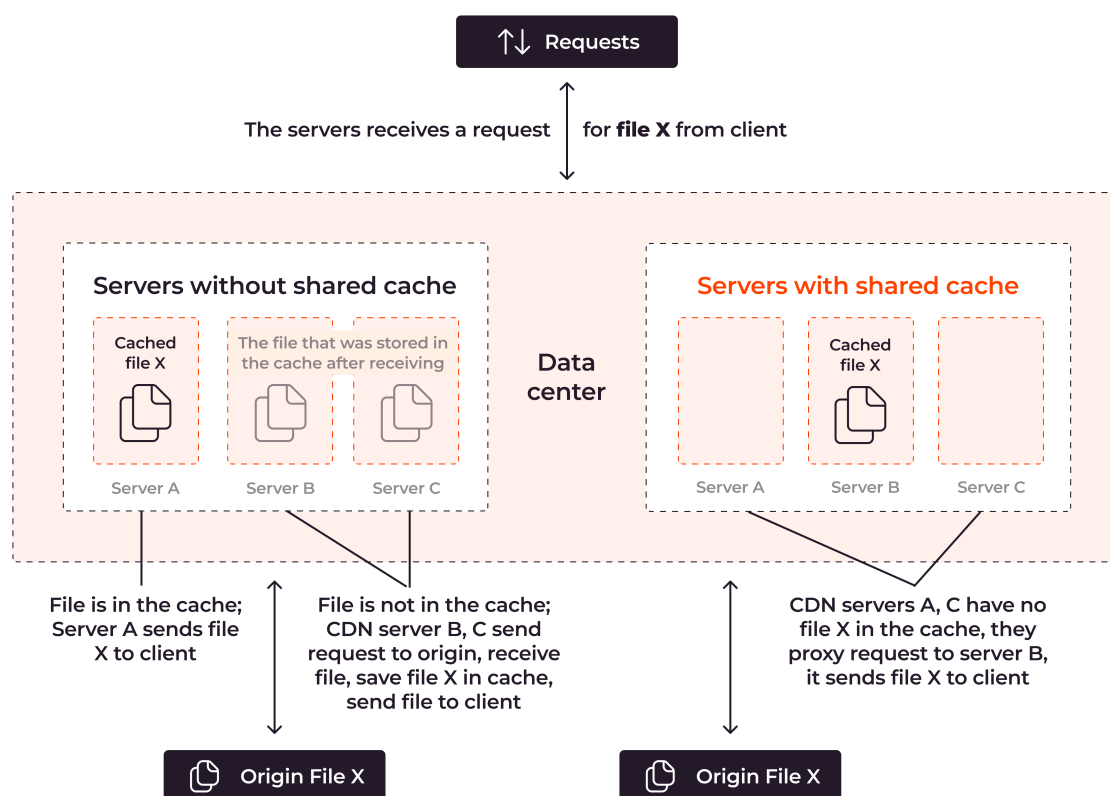 Requests
The servers receives a request for file X from client
Servers without shared cache
Cached
file X
The file that was stored in
the cache after receiving
Server A
Server B
Server C
Data
center
Servers with shared cache
Cached
file X
Server A
Server B
Server C
File is in the cache;
Server A sends file
X to client
File is not in the cache;
CDN server B, C send
request to origin, receive
file, save file X in cache,
send file to client
CDN servers A, C have no
file X in the cache, they
proxy request to server B,
it sends file X to client
Origin File X
Origin File X